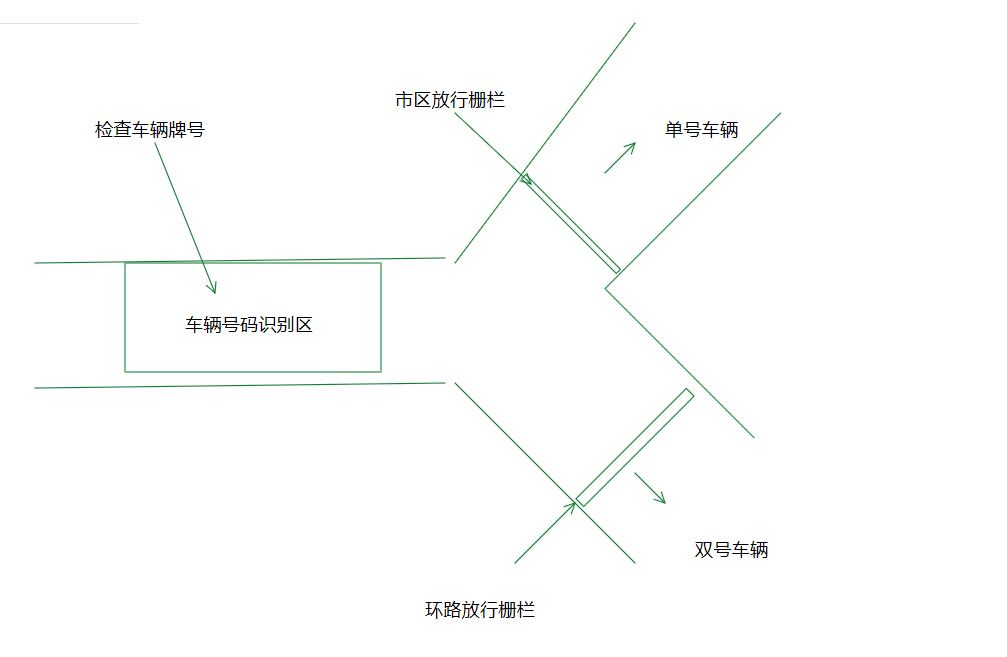 市区放行栅栏
检查车辆牌号
单号车辆
车辆号码识别区
双号车辆
环路放行栅栏